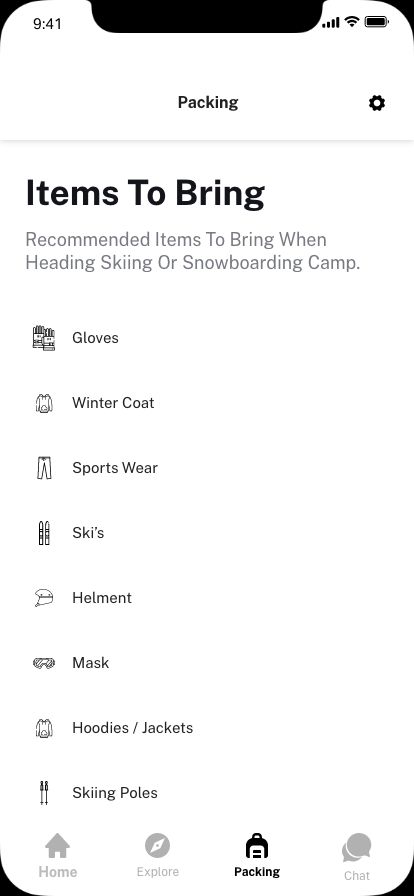 9:41
Packing
Items To Bring
Recommended Items To Bring When
Heading Skiing Or Snowboarding Camp.
Gloves
Winter Coat
Sports Wear
Ski’s
Helment
Mask
Hoodies / Jackets
Skiing Poles
Home
Explore
Packing
Chat